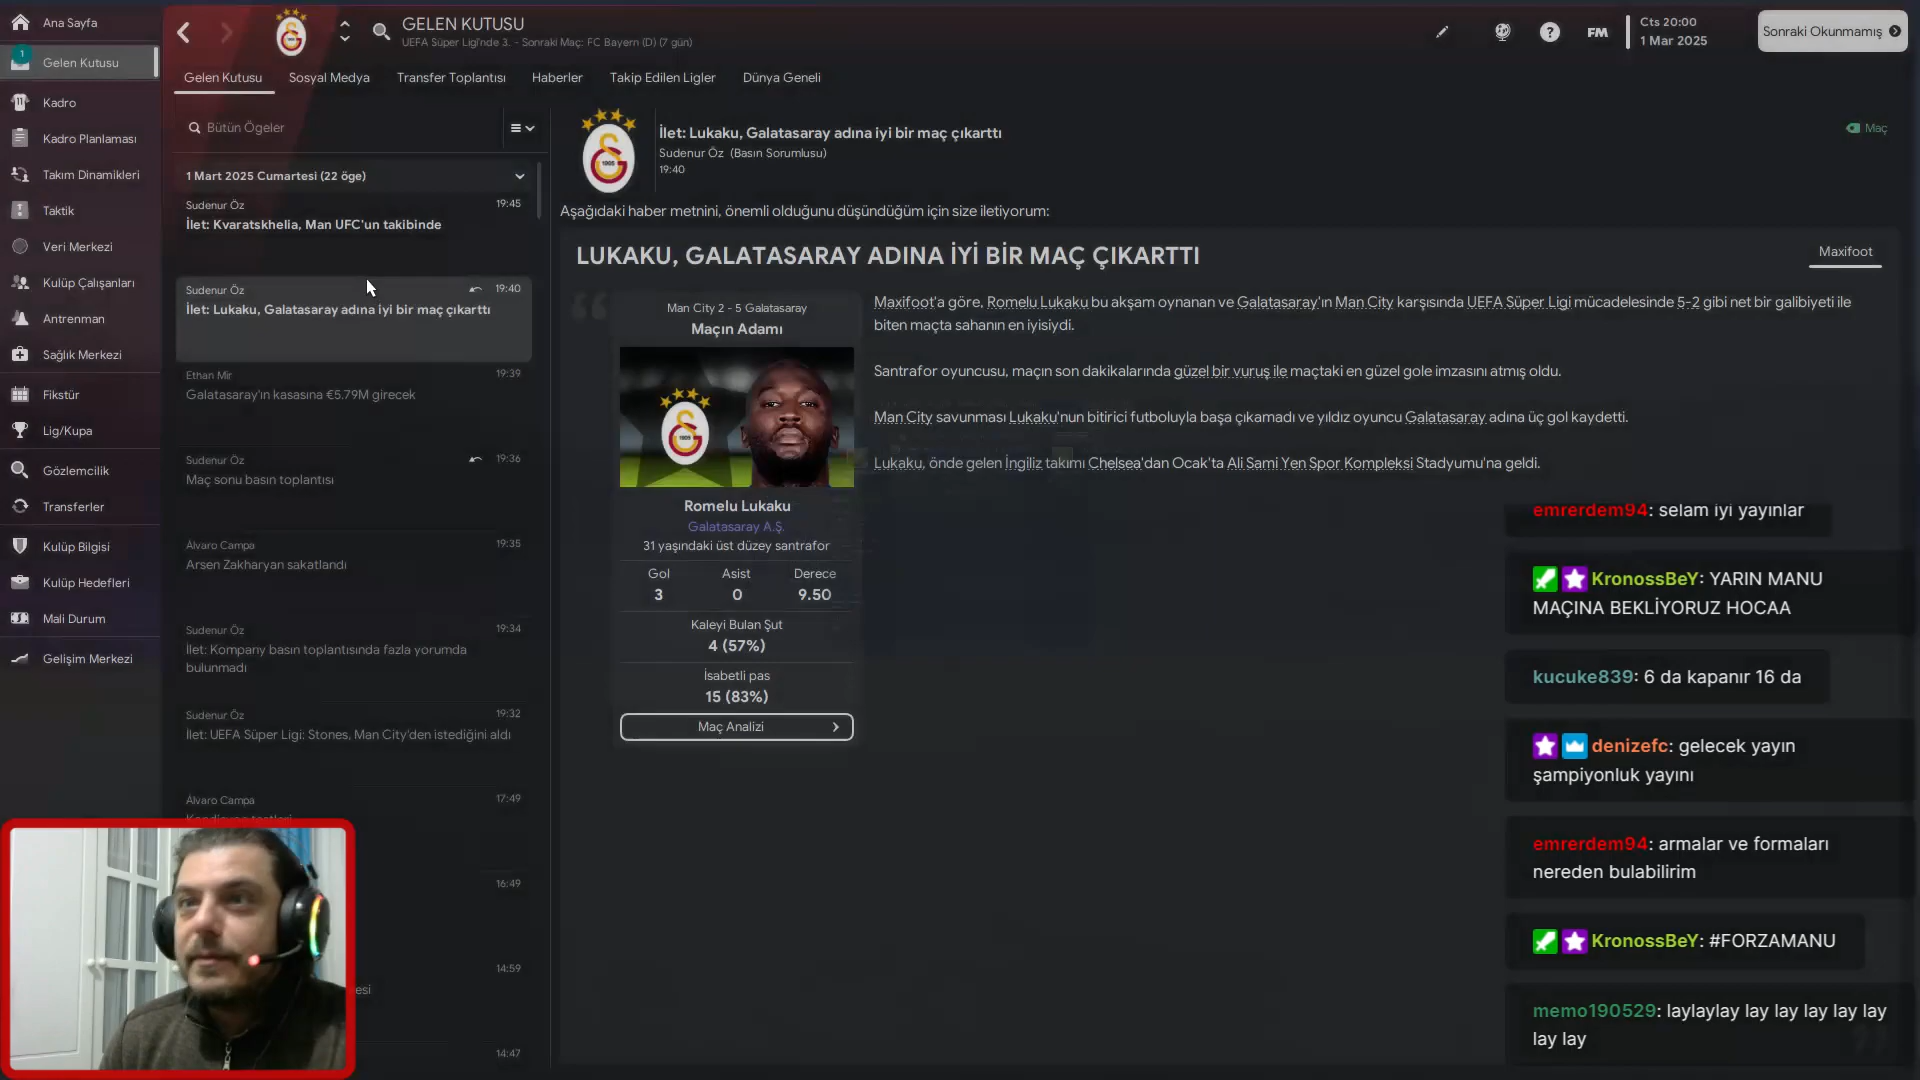 Ana Sayfa
1
Gelen Kutusu
Kadro
Kadro Planlaması
Takım Dinamikleri
Taktik
Veri Merkezi
Kulüp Çalışanları
Antrenman
Sağlık Merkezi
Fikstür
Lig/Kupa
Gözlemcilik
Transferler
Kulüp Bilgisi
Kulüp Hedefleri
Mali Durum
Gelişim Merkezi
GELEN KUTUSU
UEFA Süper Ligi'nde 3. - Sonraki Maç: FC Bayern (D) (7 gün)
FM
Cts 20:00
1 Mar 2025
Sonraki Okunmamış
Gelen Kutusu
Sosyal Medya
Transfer Toplantısı
Haberler
Takip Edilen Ligler
Dünya Geneli
Bütün Ögeler
1 Mart 2025 Cumartesi (22 öge)
Sudenur Öz 19:45
İlet: Kvaratskhelia, Man UFC'un takibinde
Sudenur Öz 19:40
İlet: Lukaku, Galatasaray adına iyi bir maç çıkarttı
Ethan Mir 19:39
Galatasaray'ın kasasına €5.79M girecek
Sudenur Öz 19:36
Maç sonu basın toplantısı
Álvaro Campa 19:35
Arsen Zakharyan sakatlandı
Sudenur Öz 19:34
İlet: Kompany basın toplantısında fazla yorumda
bulunmadı
Sudenur Öz 19:32
İlet: UEFA Süper Ligi: Stones, Man City'den istediğini aldı
Álvaro Campa 17:49
16:49
14:59
esi
14:47
İlet: Lukaku, Galatasaray adına iyi bir maç çıkarttı
Sudenur Öz (Basın Sorumlusu)
19:40
Maç
Aşağıdaki haber metnini, önemli olduğunu düşündüğüm için size iletiyorum:
LUKAKU, GALATASARAY ADINA İYİ BİR MAÇ ÇIKARTTI
Maxifoot
Man City 2 - 5 Galatasaray
Maçın Adamı
Romelu Lukaku
Galatasaray A.Ş.
31 yaşındaki üst düzey santrafor
Gol Asist Derece
3 0 9.50
Kaleyi Bulan Şut
4 (57%)
İsabetli pas
15 (83%)
Maç Analizi
Maxifoot'a göre, Romelu Lukaku bu akşam oynanan ve Galatasaray'ın Man City karşısında UEFA Süper Ligi mücadelesinde 5-2 gibi net bir galibiyeti ile
biten maçta sahanın en iyisiydi.
Santrafor oyuncusu, maçın son dakikalarında güzel bir vuruş ile maçtaki en güzel gole imzasını atmış oldu.
Man City savunması Lukaku'nun bitirici futboluyla başa çıkamadı ve yıldız oyuncu Galatasaray adına üç gol kaydetti.
Lukaku, önde gelen İngiliz takımı Chelsea'dan Ocak'ta Ali Sami Yen Spor Kompleksi Stadyumu'na geldi.
emrerdem94: selam iyi yayınlar
KronossBeY: YARIN MANU
MAÇINA BEKLİYORUZ HOCAA
kucuke839: 6 da kapanır 16 da
denizefc: gelecek yayın
şampiyonluk yayını
emrerdem94: armalar ve formaları
nereden bulabilirim
KronossBeY: #FORZAMANU
memo190529: laylaylay lay lay lay lay lay
lay lay